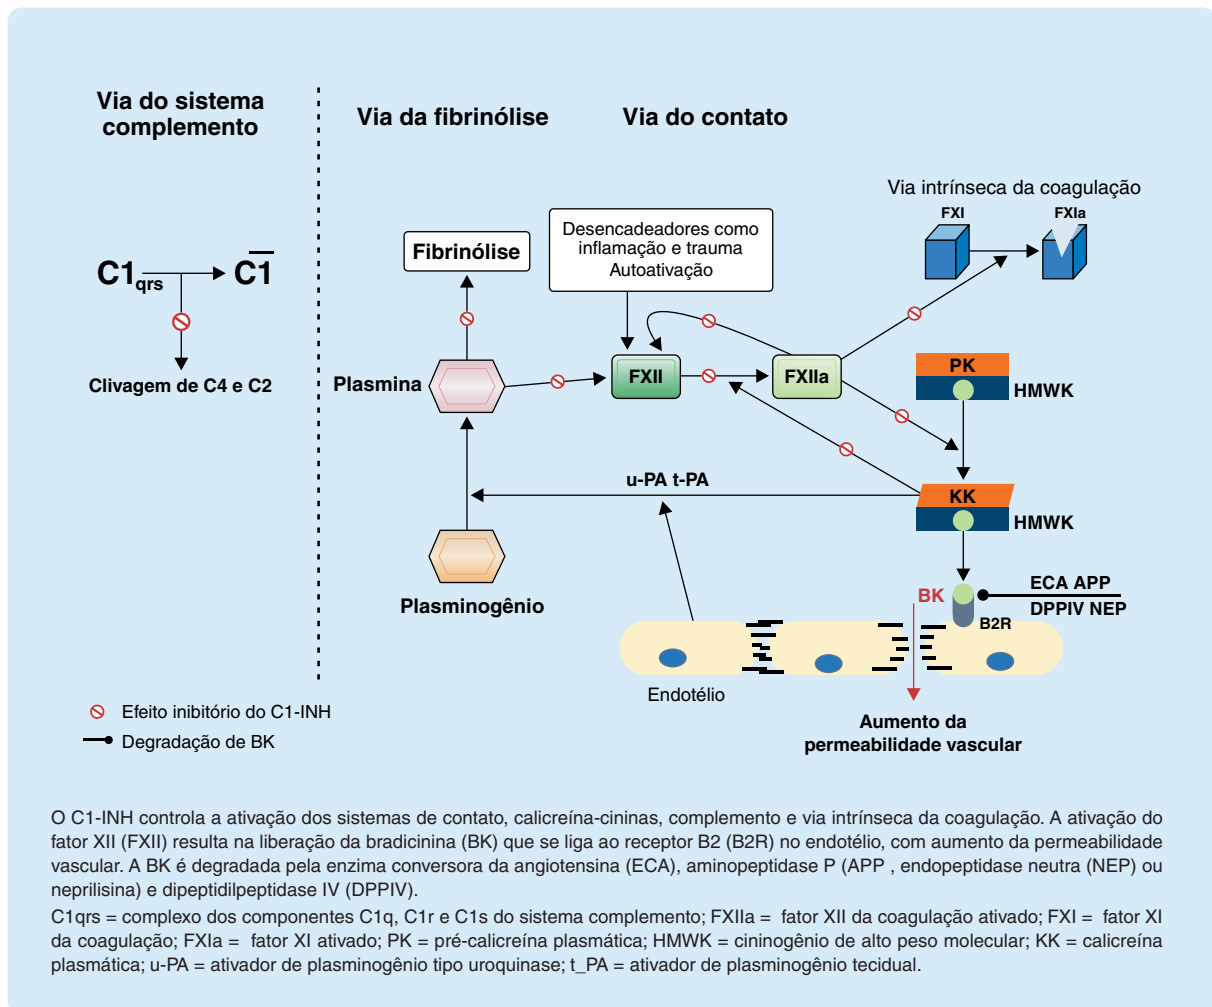 Via do sistema
complemento
Via da fibrinólise
Via do contato
Via intrínseca da coagulação
FXI
FXIa
Desencadeadores como
inflamação e trauma
Autoativação
Fibrinólise
C1qrs
C1
Clivagem de C4 e C2
Plasmina
FXII
FXIIa
PK
HMWK
u-PA t-PA
KK
HMWK
Plasminogênio
BK
ECA APP
DPPIV NEP
B2R
Endotélio
Aumento da
permeabilidade vascular
Efeito inibitório do C1-INH
Degradação de BK
O C1-INH controla a ativação dos sistemas de contato, calicreína-cininas, complemento e via intrínseca da coagulação. A ativação do
fator XII (FXII) resulta na liberação da bradicinina (BK) que se liga ao receptor B2 (B2R) no endotélio, com aumento da permeabilidade
vascular. A BK é degradada pela enzima conversora da angiotensina (ECA), aminopeptidase P (APP , endopeptidase neutra (NEP) ou
neprilisina) e dipeptidilpeptidase IV (DPPIV).
C1qrs = complexo dos componentes C1q, C1r e C1s do sistema complemento; FXIIa = fator XII da coagulação ativado; FXI = fator XI
da coagulação; FXIa = fator XI ativado; PK = pré-calicreína plasmática; HMWK = cininogênio de alto peso molecular; KK = calicreína
plasmática; u-PA = ativador de plasminogênio tipo uroquinase; t_PA = ativador de plasminogênio tecidual.